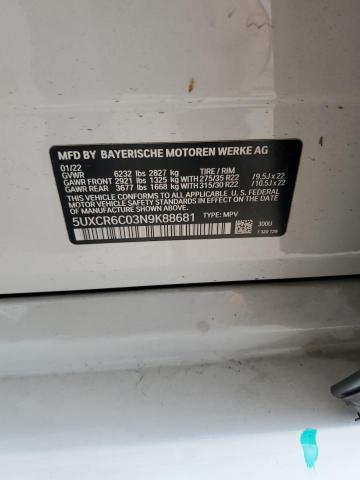 MFD BY BAYERISCHE MOTOREN WERKE AG
01/22
GVWR 6232 lbs 2827 kg TIRE / RIM
GAWR FRONT 2921 lbs 1325 kg WITH 275/35 R22 / 9.5J x 22
GAWR REAR 3677 lbs 1668 kg WITH 315/30 R22 / 10.5J x 22
THIS VEHICLE CONFORMS TO ALL APPLICABLE U.S. FEDERAL
MOTOR VEHICLE SAFETY STANDARDS IN EFFECT ON THE DATE OF
MANUFACTURE SHOWN ABOVE.
5UXCR6C03N9K88681 TYPE: MPV
300U